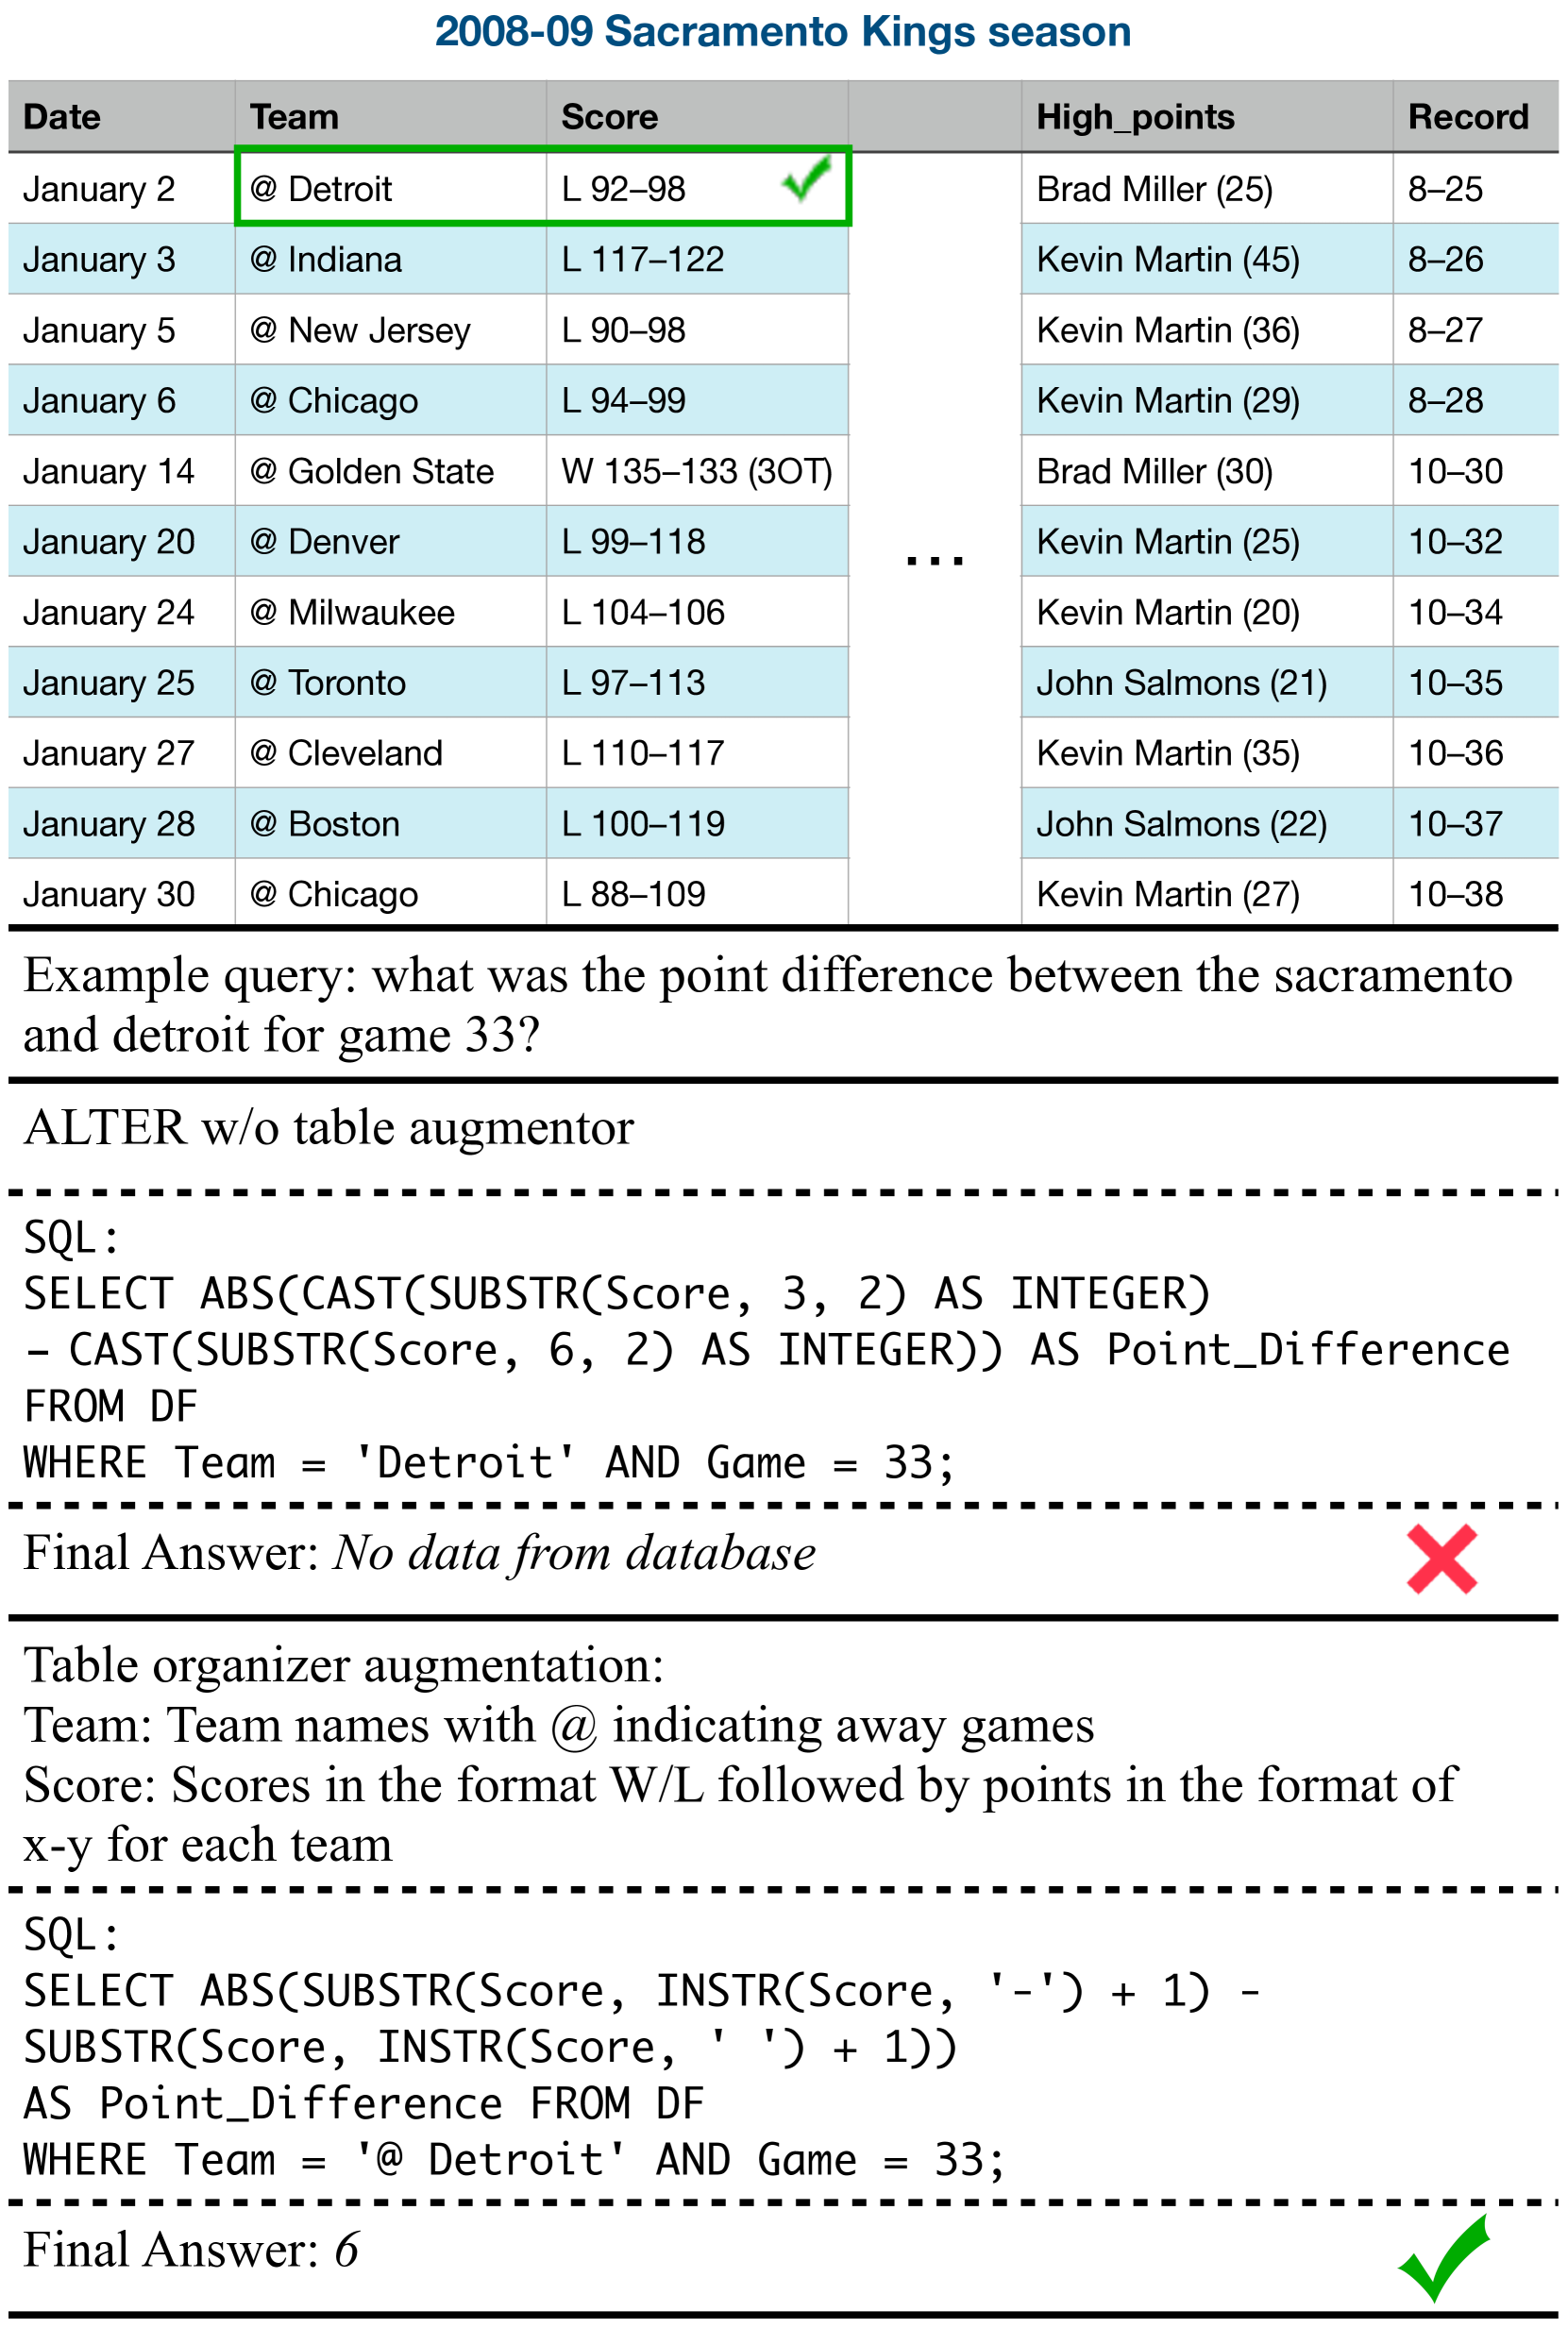 2008-09 Sacramento Kings season
Date Team Score High_points Record
January 2 @ Detroit L 92–98 Brad Miller (25) 8–25
January 3 @ Indiana L 117–122 Kevin Martin (45) 8–26
January 5 @ New Jersey L 90–98 Kevin Martin (36) 8–27
January 6 @ Chicago L 94–99 Kevin Martin (29) 8–28
January 14 @ Golden State W 135–133 (3OT) Brad Miller (30) 10–30
January 20 @ Denver L 99–118 Kevin Martin (25) 10–32
January 24 @ Milwaukee L 104–106 Kevin Martin (20) 10–34
January 25 @ Toronto L 97–113 John Salmons (21) 10–35
January 27 @ Cleveland L 110–117 Kevin Martin (35) 10–36
January 28 @ Boston L 100–119 John Salmons (22) 10–37
January 30 @ Chicago L 88–109 Kevin Martin (27) 10–38
...
Example query: what was the point difference between the sacramento
and detroit for game 33?
ALTER w/o table augmentor
SQL:
SELECT ABS(CAST(SUBSTR(Score, 3, 2) AS INTEGER)
– CAST(SUBSTR(Score, 6, 2) AS INTEGER)) AS Point_Difference
FROM DF
WHERE Team = 'Detroit' AND Game = 33;
Final Answer: No data from database
Table organizer augmentation:
Team: Team names with @ indicating away games
Score: Scores in the format W/L followed by points in the format of
x-y for each team
SQL:
SELECT ABS(SUBSTR(Score, INSTR(Score, '-') + 1) -
SUBSTR(Score, INSTR(Score, ' ') + 1))
AS Point_Difference FROM DF
WHERE Team = '@ Detroit' AND Game = 33;
Final Answer: 6